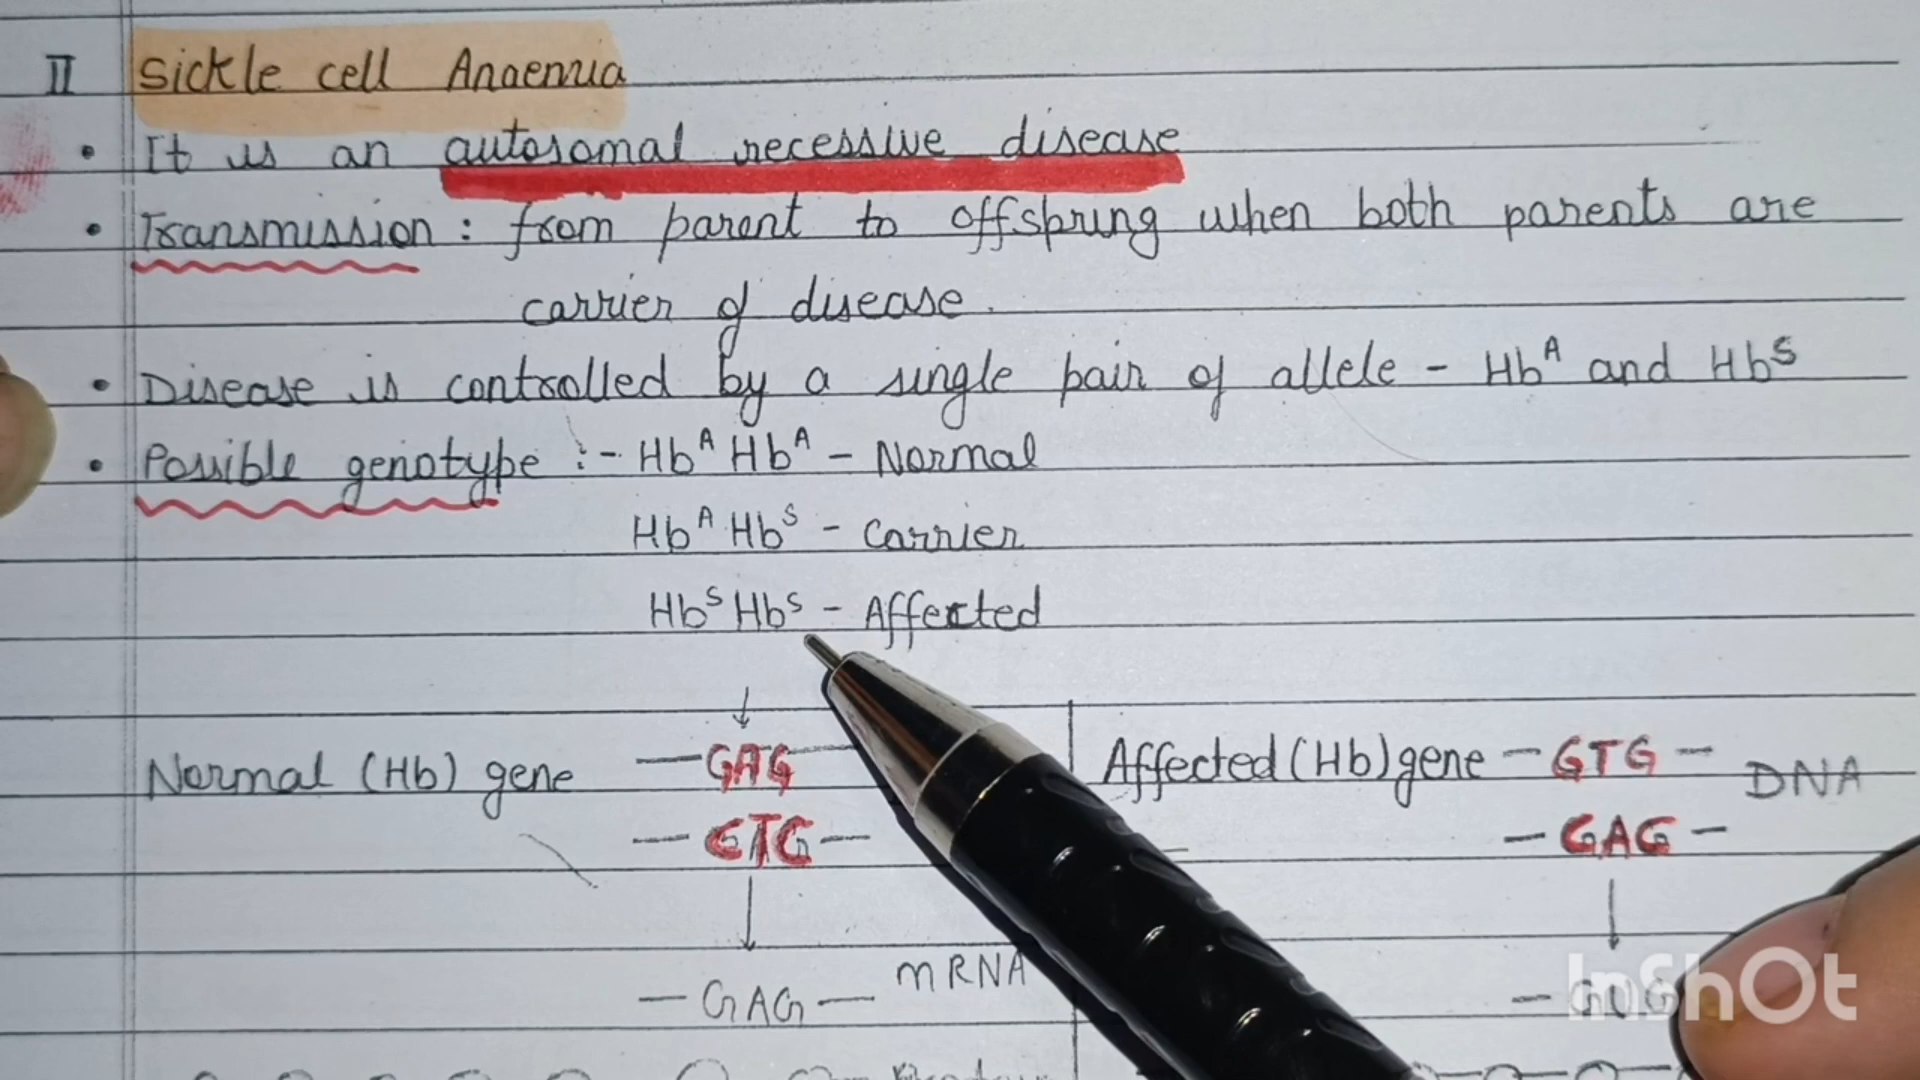 II Sickle cell Anaemia
• It is an autosomal recessive disease
• Transmission : from parent to offspring when both parents are
carrier of disease.
• Disease is controlled by a single pair of allele - Hb^A and Hb^S
• Possible genotype :- Hb^A Hb^A - Normal
Hb^A Hb^S - Carrier
Hb^S Hb^S - Affected
↓
Normal (Hb) gene — GAG —
Affected (Hb) gene — GTG — DNA
— CTC —
— GAG —
↓ ↓
— GAG — mRNA
— GUG
InShOt